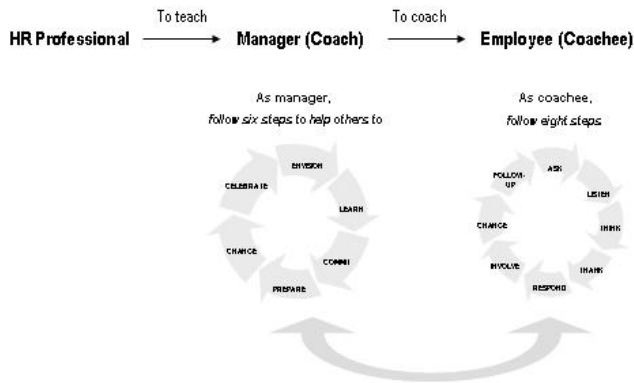 To teach
To coach
HR Professional
Manager (Coach)
Employee (Coachee)
As manager,
follow six steps to help others to
As coachee,
follow eight steps
ENVISION
LEARN
COMMIT
PREPARE
CHANGE
CELEBRATE
ASK
LISTEN
THINK
THANK
RESPOND
INVOLVE
CHANGE
FOLLOW-
UP